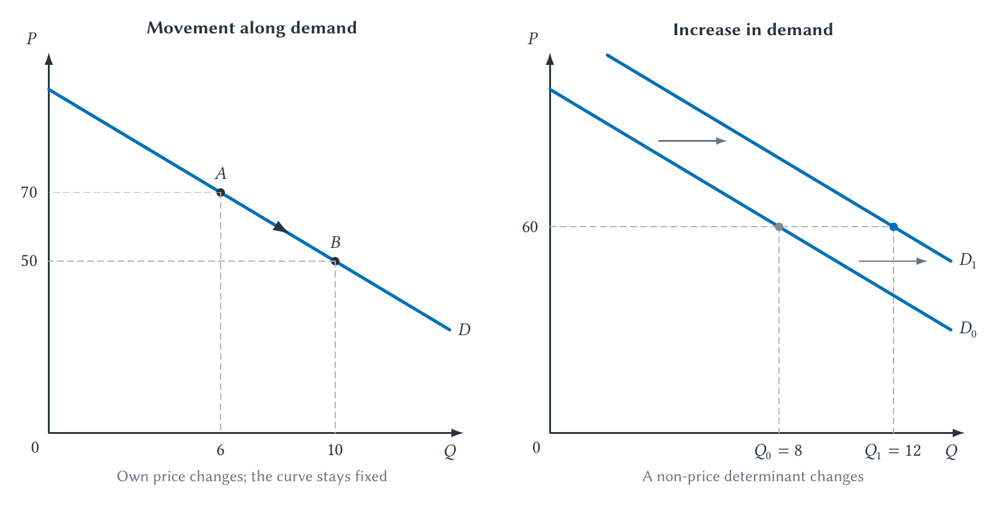 Movement along demand
P
A
70
B
50
D
0
6
10
Q
Own price changes; the curve stays fixed
Increase in demand
P
60
D₁
D₀
0
Q₀ = 8
Q₁ = 12
Q
A non-price determinant changes